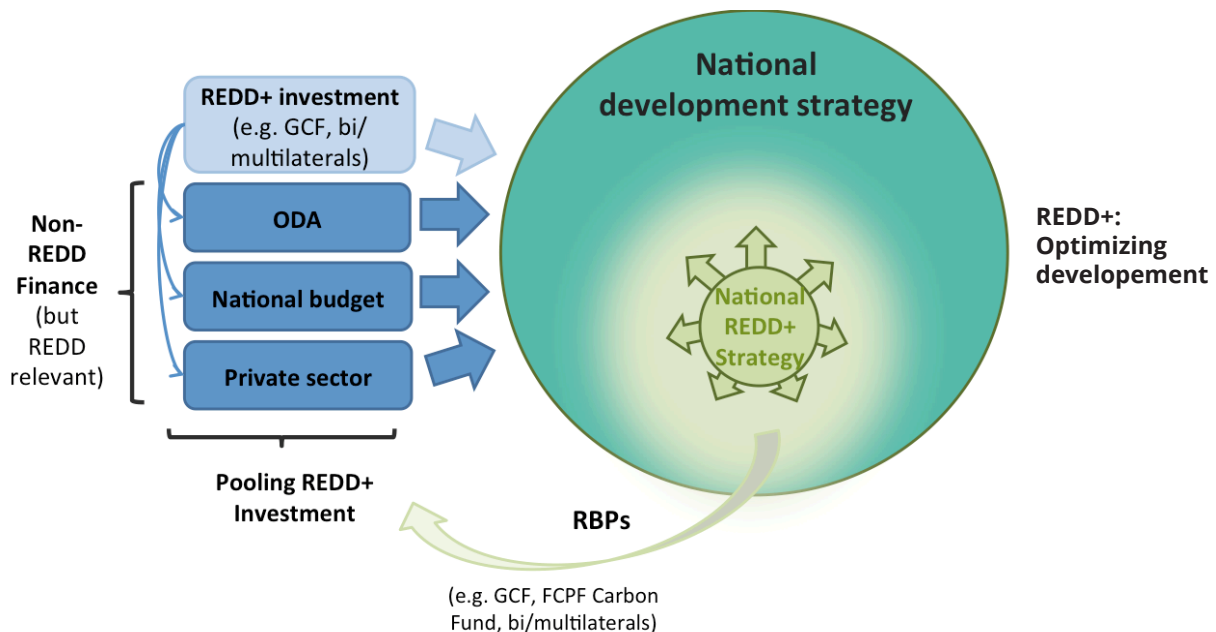 National
development strategy
REDD+ investment
(e.g. GCF, bi/
multilaterals)
ODA
National budget
Private sector
Non-
REDD
Finance
(but
REDD
relevant)
Pooling REDD+
Investment
National
REDD+
Strategy
REDD+:
Optimizing
developement
RBPs
(e.g. GCF, FCPF Carbon
Fund, bi/multilaterals)